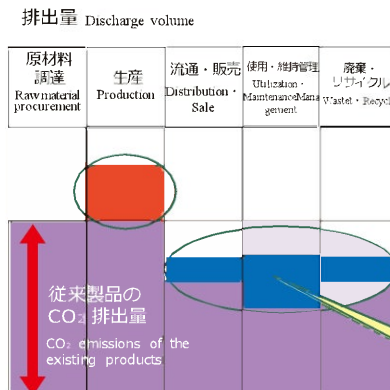 排出量 Discharge volume
原材料
調達
Raw material
procurement
生産
Production
流通・販売
Distribution・
Sale
使用・維持管理
Utilization・
MaintenanceMana
gement
廃棄・
リサイクル
Wastet・Recycl
従来製品の
CO₂ 排出量
CO₂ emissions of the
existing products